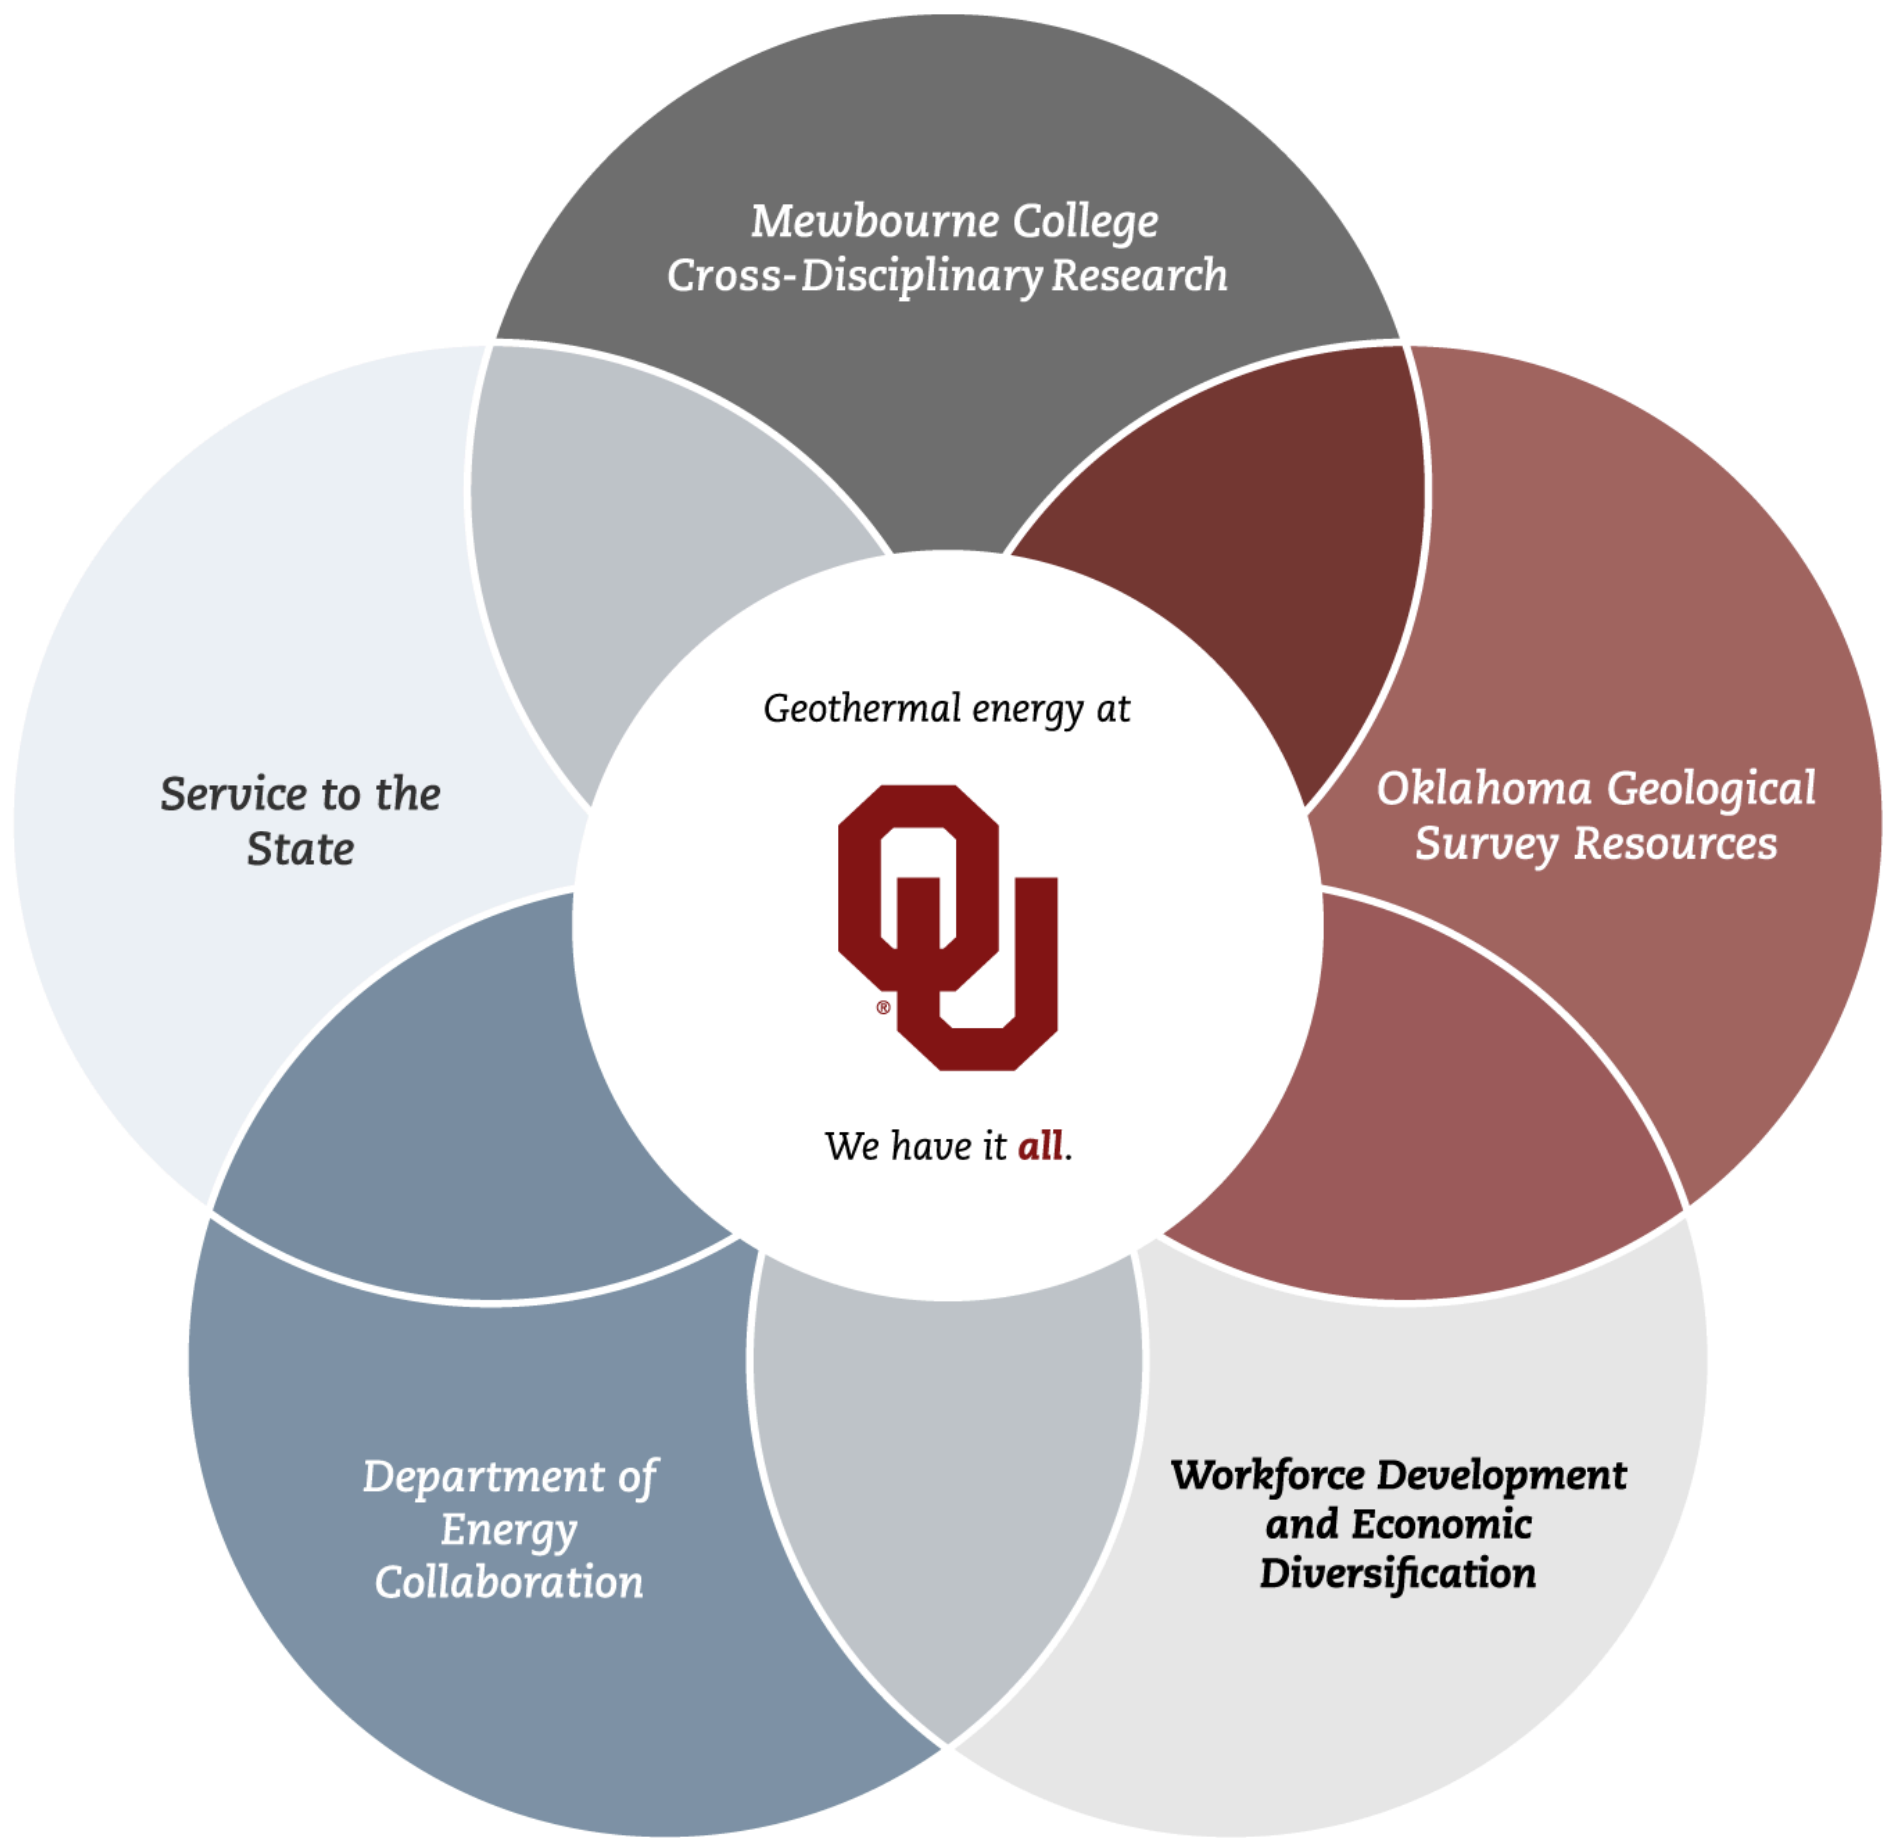 Mewbourne College
Cross-Disciplinary Research
Service to the
State
Geothermal energy at
OU
®
We have it all.
Oklahoma Geological
Survey Resources
Department of
Energy
Collaboration
Workforce Development
and Economic
Diversification